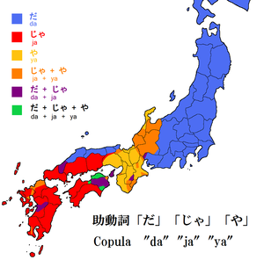 だ
da
じゃ
ja
や
ya
じゃ + や
ja + ya
だ + じゃ
da + ja
だ + じゃ + や
da + ja + ya
助動詞「だ」「じゃ」「や」
Copula "da" "ja" "ya"